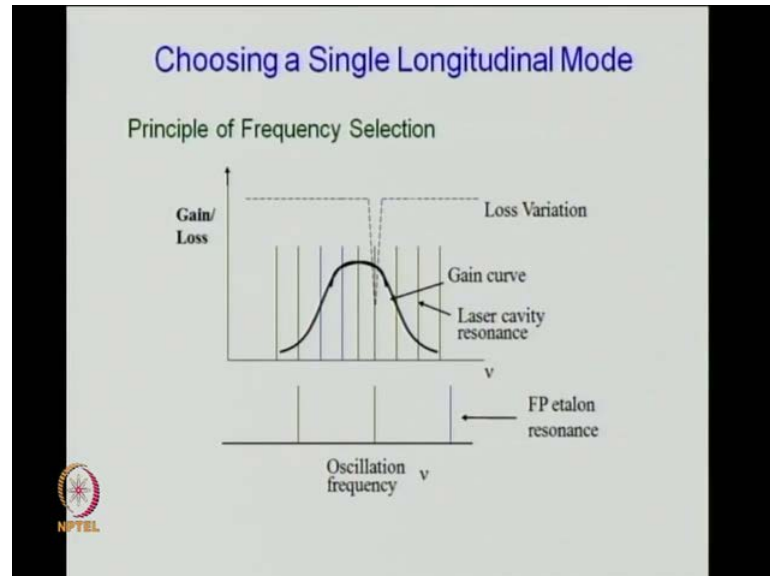 Choosing a Single Longitudinal Mode
Principle of Frequency Selection
Gain/
Loss
Loss Variation
Gain curve
Laser cavity
resonance
ν
FP etalon
resonance
Oscillation
frequency ν
NPTEL